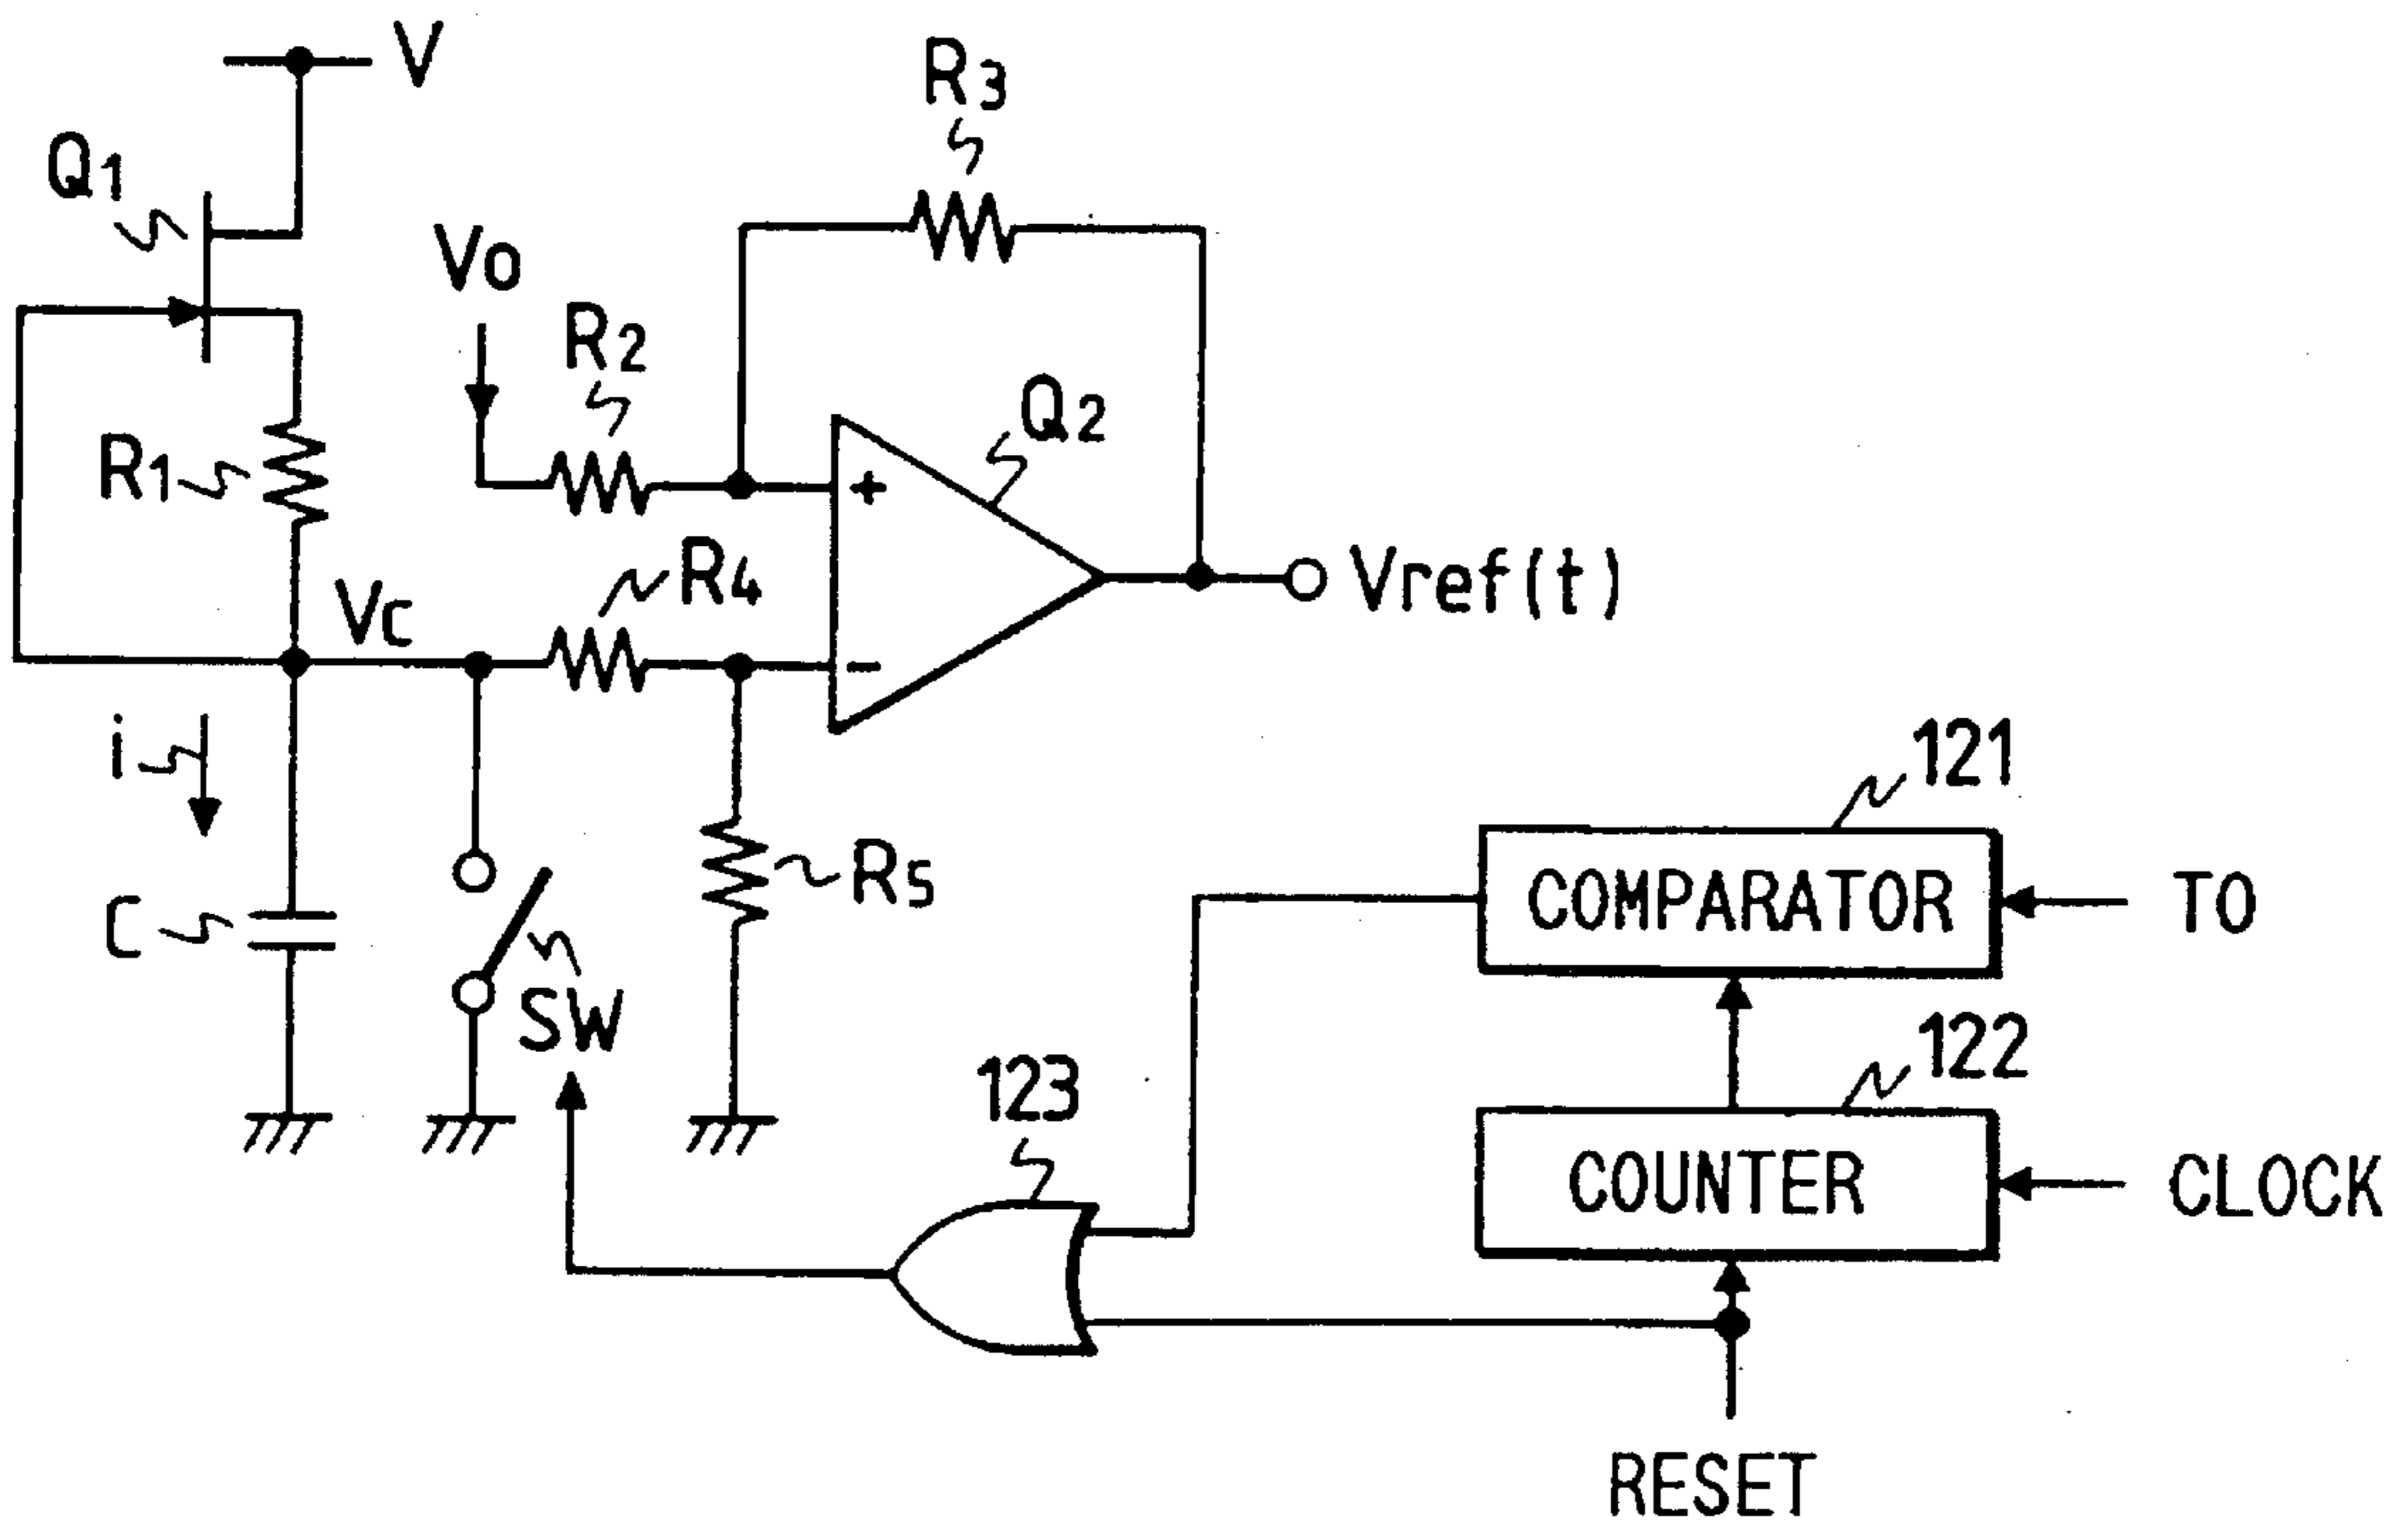 V
R3
Q1
Vo
R2
Q2
R1
+
R4
Vref(t)
Vc
-
i
121
COMPARATOR
TO
R5
C
SW
122
123
COUNTER
CLOCK
RESET